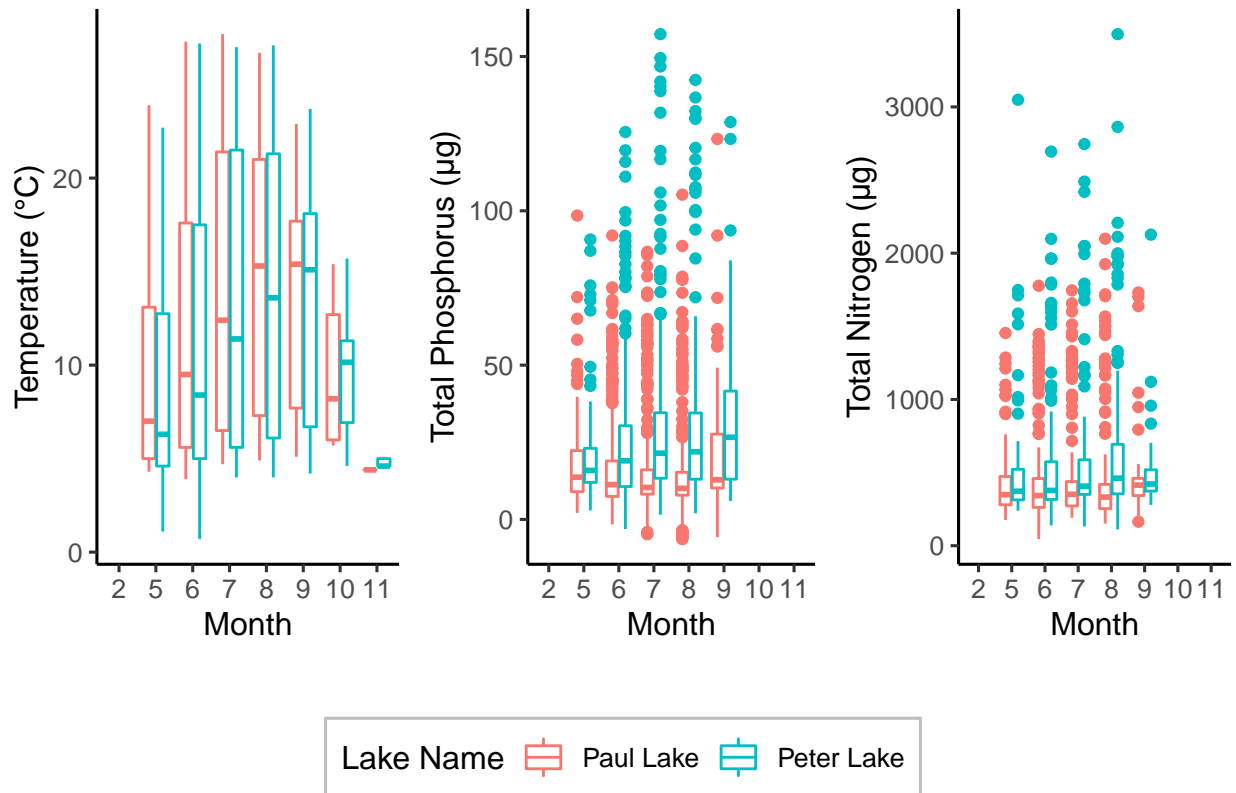 Temperature (°C)
20
10
0
2 5 6 7 8 9 10 11
Month
Total Phosphorus (µg)
150
100
50
0
2 5 6 7 8 9 10 11
Month
Total Nitrogen (µg)
3000
2000
1000
0
2 5 6 7 8 9 10 11
Month
Lake Name Paul Lake Peter Lake